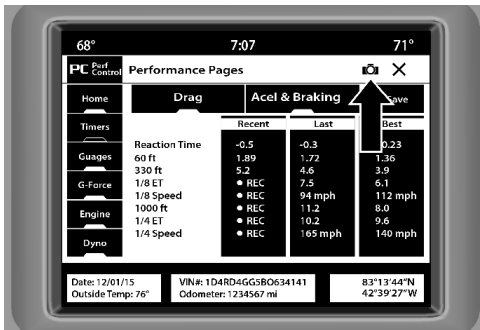 68° 7:07 71°
PC Perf Control Performance Pages
Home Drag Acel & Braking ave
Timers Recent Last Best
Reaction Time -0.5 -0.3 0.23
60 ft 1.89 1.72 1.36
Guages 330 ft 5.2 4.6 3.9
1/8 ET ● REC 7.5 6.1
G-Force 1/8 Speed ● REC 94 mph 112 mph
1000 ft ● REC 11.2 8.0
Engine 1/4 ET ● REC 10.2 9.6
1/4 Speed ● REC 165 mph 140 mph
Dyno
Date: 12/01/15 VIN#: 1D4RD4GG5BO634141 83°13'44"N
Outside Temp: 76° Odometer: 1234567 mi 42°39'27"W